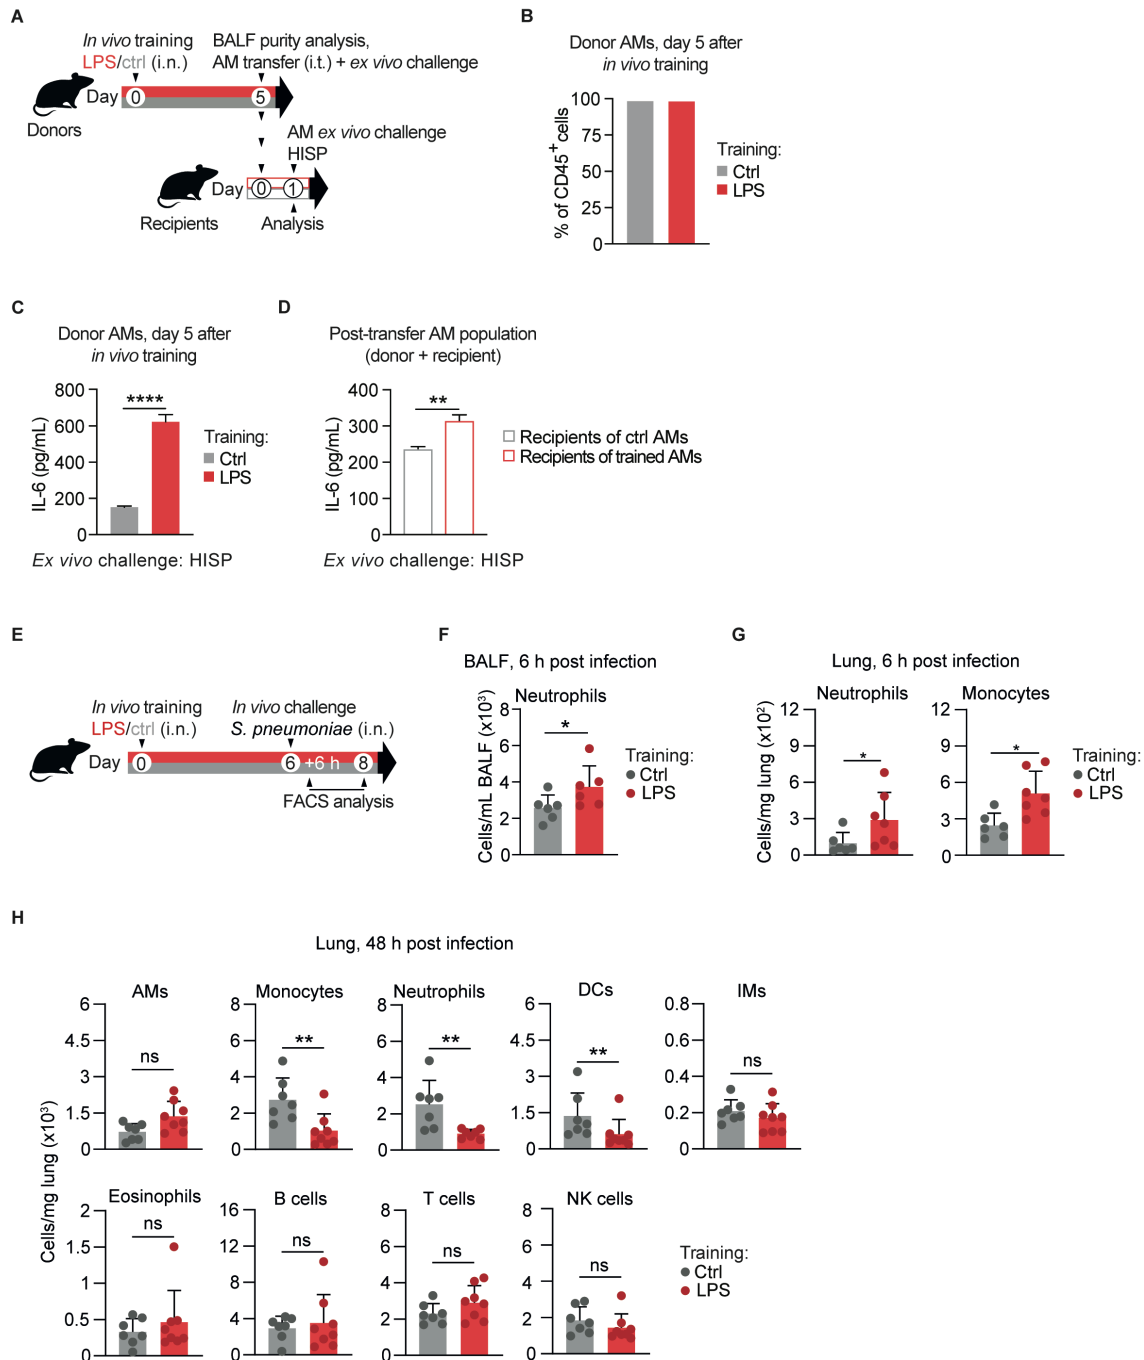 A
In vivo training
LPS/ctrl (i.n.)
BALF purity analysis,
AM transfer (i.t.) + ex vivo challenge
Day
0
5
Donors
AM ex vivo challenge
HISP
Day
0
1
Recipients
Analysis
B
Donor AMs, day 5 after
in vivo training
% of CD45+ cells
100
75
50
25
0
Training:
Ctrl
LPS
C
Donor AMs, day 5 after
in vivo training
IL-6 (pg/mL)
800
600
400
200
0
****
Training:
Ctrl
LPS
Ex vivo challenge: HISP
D
Post-transfer AM population
(donor + recipient)
IL-6 (pg/mL)
400
300
200
100
0
**
Recipients of ctrl AMs
Recipients of trained AMs
Ex vivo challenge: HISP
E
In vivo training
LPS/ctrl (i.n.)
In vivo challenge
S. pneumoniae (i.n.)
Day
0
6
+6 h
8
FACS analysis
F
BALF, 6 h post infection
Neutrophils
Cells/mL BALF (x10³)
8
6
4
2
0
*
Training:
Ctrl
LPS
G
Lung, 6 h post infection
Neutrophils
Cells/mg lung (x10²)
12
9
6
3
0
*
Monocytes
12
9
6
3
0
*
Training:
Ctrl
LPS
H
Lung, 48 h post infection
Cells/mg lung (x10³)
AMs
6
4.5
3
1.5
0
ns
Monocytes
8
6
4
2
0
**
Neutrophils
8
6
4
2
0
**
DCs
6
4.5
3
1.5
0
**
IMs
0.8
0.6
0.4
0.2
0
ns
Eosinophils
2
1.5
1
0.5
0
ns
B cells
16
12
8
4
0
ns
T cells
8
6
4
2
0
ns
NK cells
8
6
4
2
0
ns
Training:
Ctrl
LPS